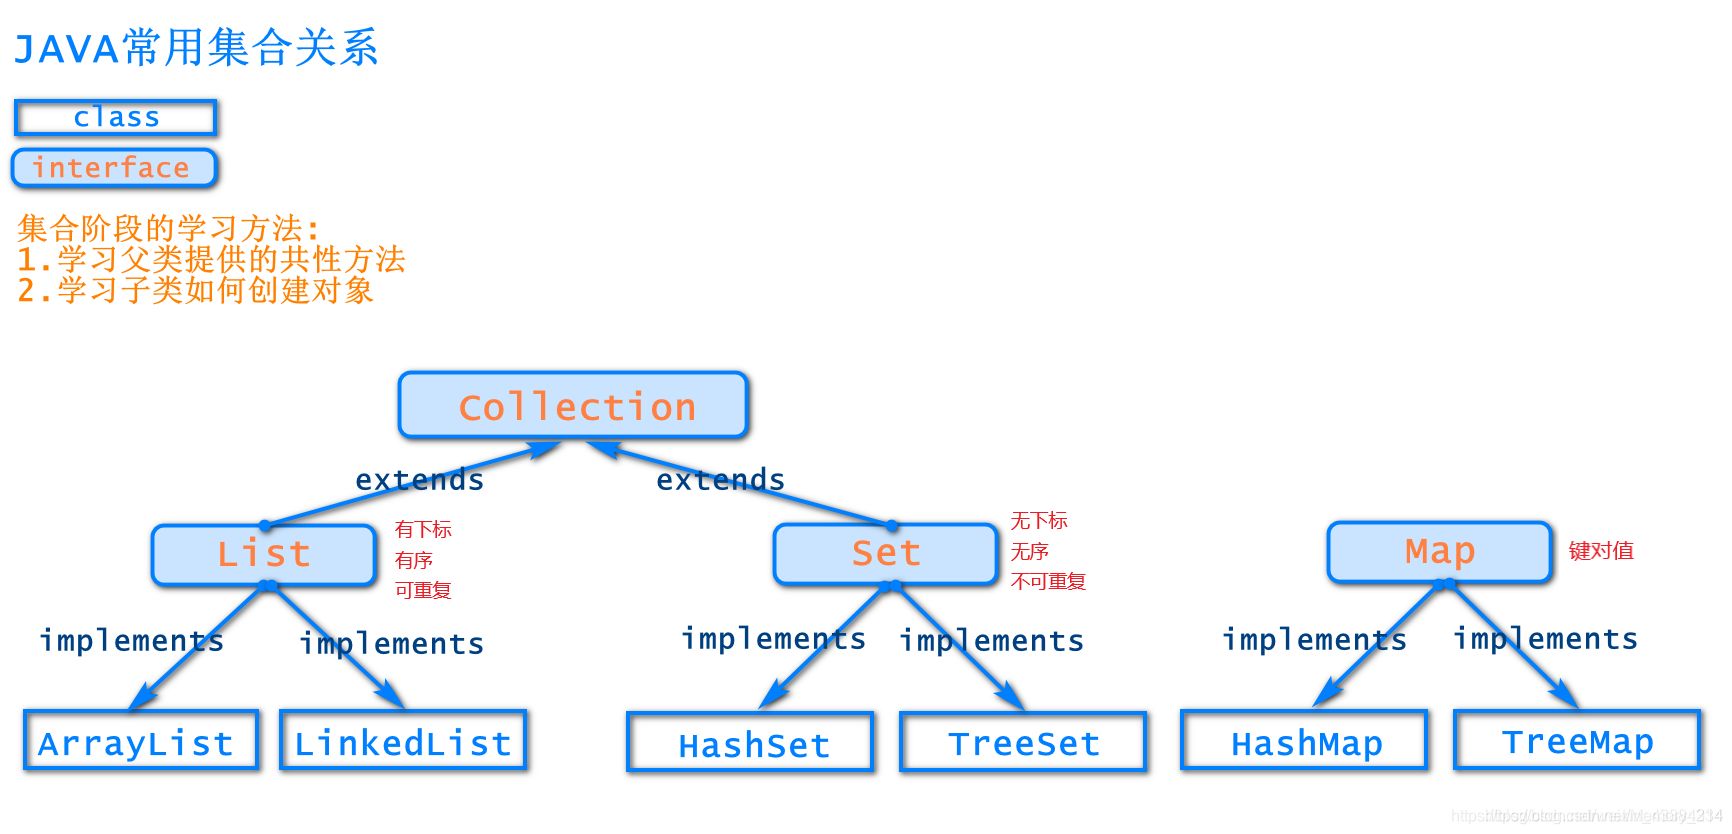 JAVA常用集合关系
class
interface
集合阶段的学习方法:
1.学习父类提供的共性方法
2.学习子类如何创建对象
Collection
extends
extends
List
有下标
有序
可重复
Set
无下标
无序
不可重复
Map
键对值
implements
implements
implements
implements
implements
implements
ArrayList
LinkedList
HashSet
TreeSet
HashMap
TreeMap